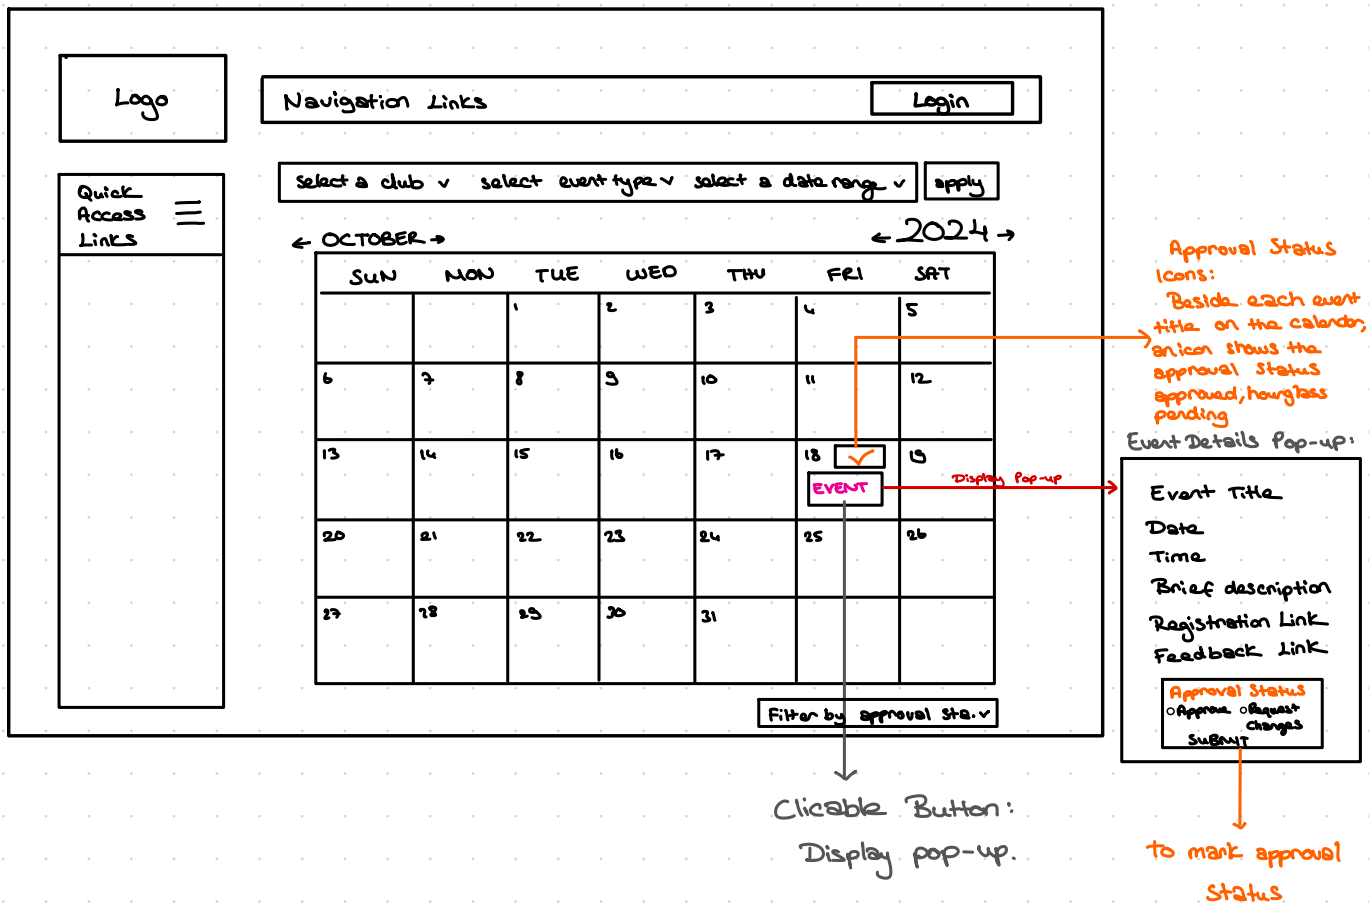 Logo
Navigation Links
Login
Quick
Access
Links
select a club v select event type v select a date range v
apply
← OCTOBER →
← 2024 →
SUN MON TUE WED THU FRI SAT
1 2 3 4 5
6 7 8 9 10 11 12
13 14 15 16 17 18 19
EVENT
20 21 22 23 24 25 26
27 28 29 30 31
Filter by approval sta. v
Display Pop-up
Clicable Button:
Display pop-up.
Approval Status
Icons:
Beside each event
title on the calender,
an icon shows the
approval status
approved, hourglass
pending
Event Details Pop-up:
Event Title
Date
Time
Brief description
Registration Link
Feedback Link
Approval Status
Approve Request
Changes
SUBMIT
To mark approval
status